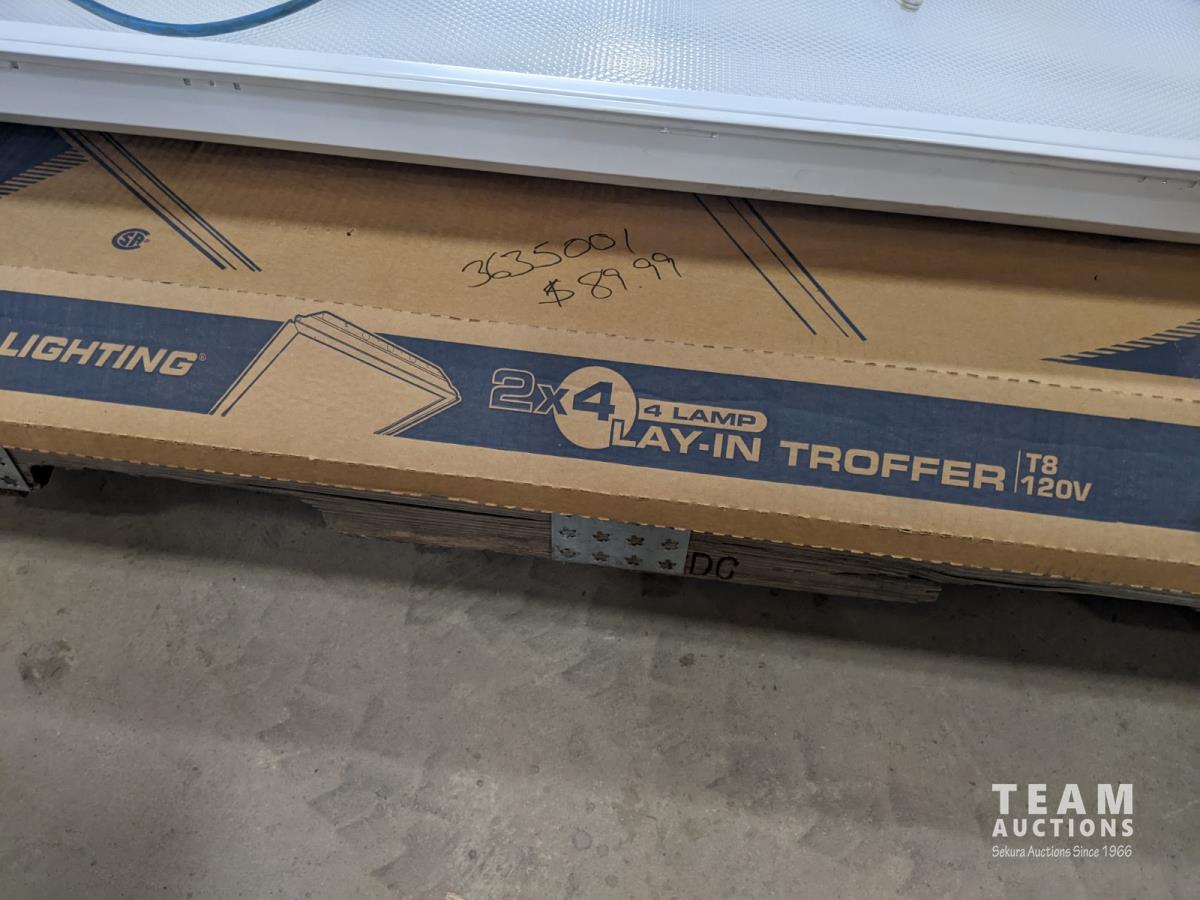 SA®
3635001
$89.99
LIGHTING®
2x4
4 LAMP
LAY-IN TROFFER
T8
120V
DC
TEAM
AUCTIONS
Sekura Auctions Since 1966